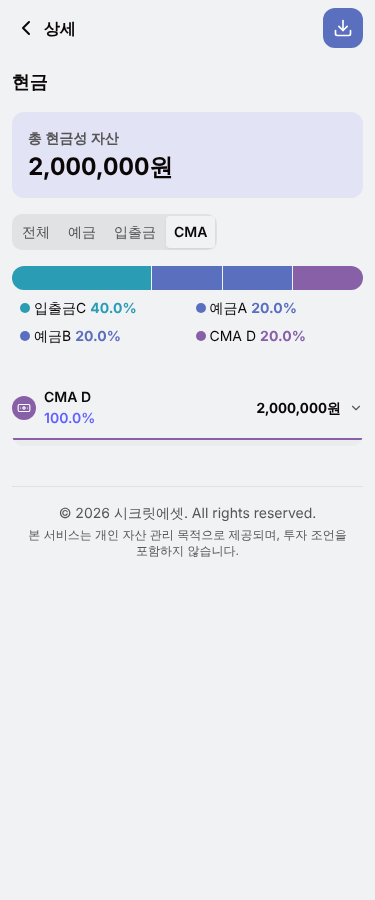 상세
현금
총 현금성 자산
2,000,000원
전체 예금 입출금 CMA
입출금C 40.0% 예금A 20.0%
예금B 20.0% CMA D 20.0%
CMA D
100.0%
2,000,000원
© 2026 시크릿에셋. All rights reserved.
본 서비스는 개인 자산 관리 목적으로 제공되며, 투자 조언을
포함하지 않습니다.